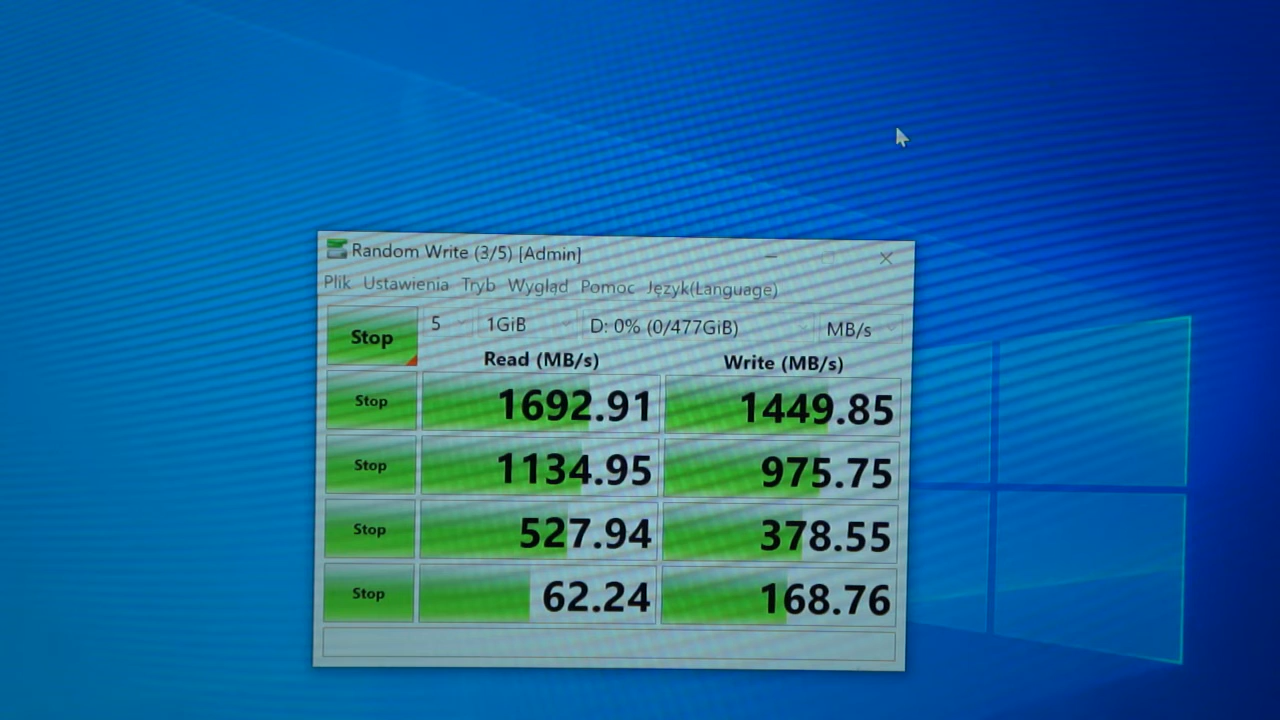 Random Write (3/5) [Admin]
Plik Ustawienia Tryb Wygląd Pomoc Język(Language)
Stop 5 1GiB D: 0% (0/477GiB) MB/s
Read (MB/s) Write (MB/s)
Stop 1692.91 1449.85
Stop 1134.95 975.75
Stop 527.94 378.55
Stop 62.24 168.76